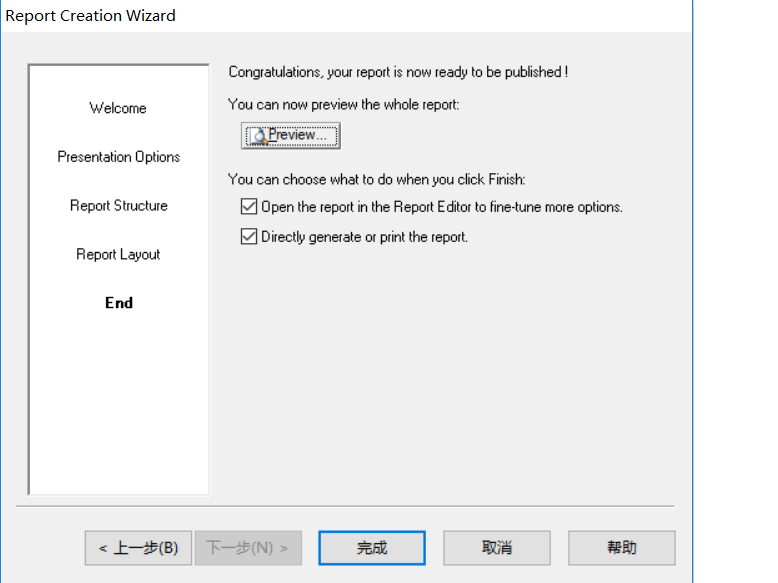 Report Creation Wizard
Welcome
Presentation Options
Report Structure
Report Layout
End
Congratulations, your report is now ready to be published !
You can now preview the whole report:
Preview...
You can choose what to do when you click Finish:
Open the report in the Report Editor to fine-tune more options.
Directly generate or print the report.
< 上一步(B)
下一步(N) >
完成
取消
帮助